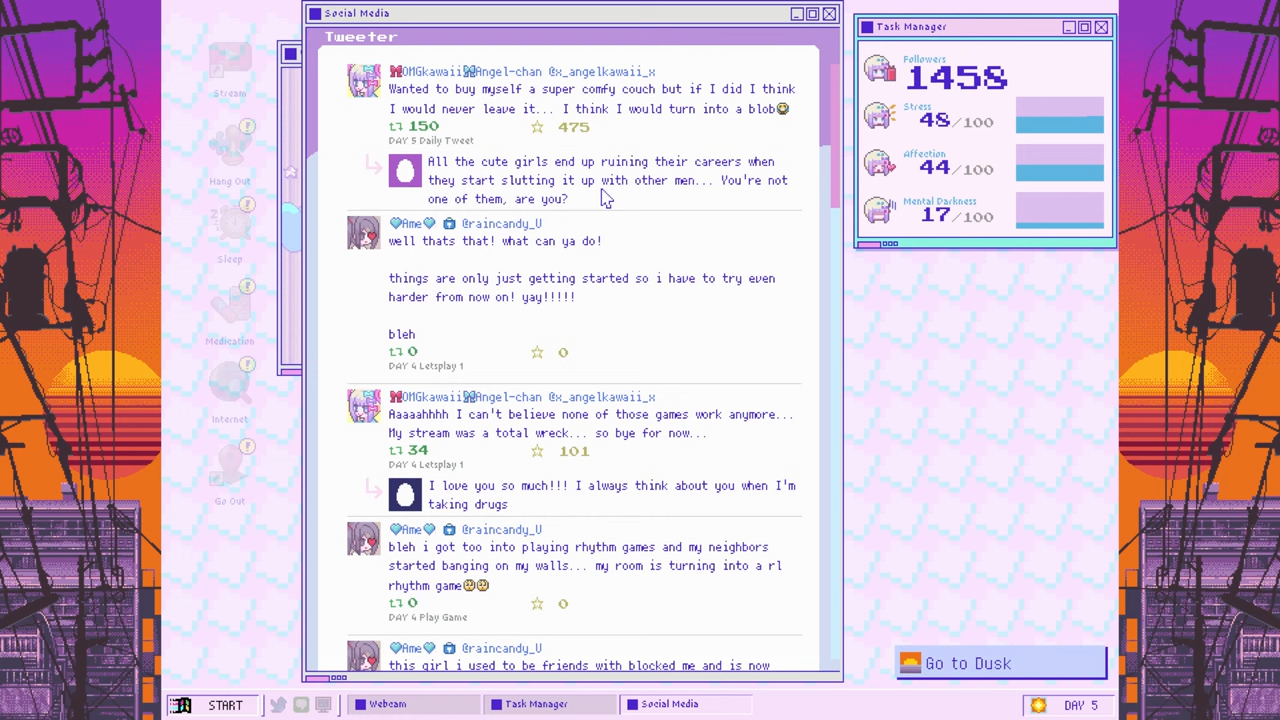 Social Media
Tweeter
OMGkawaii Angel-chan @x_angelkawaii_x
Wanted to buy myself a super comfy couch but if I did I think
I would never leave it... I think I would turn into a blob
150 475
DAY 5 Daily Tweet
All the cute girls end up ruining their careers when
they start slutting it up with other men... You're not
one of them, are you?
Ame @raincandy_U
well thats that! what can ya do!
things are only just getting started so i have to try even
harder from now on! yay!!!!!
bleh
0 0
DAY 4 Letsplay 1
OMGkawaii Angel-chan @x_angelkawaii_x
Aaaaahhhh I can't believe none of those games work anymore...
My stream was a total wreck... so bye for now...
34 101
DAY 4 Letsplay 1
I love you so much!!! I always think about you when I'm
taking drugs
Ame @raincandy_U
bleh i got too into playing rhythm games and my neighbors
started banging on my walls... my room is turning into a rl
rhythm game
0 0
DAY 4 Play Game
Ame @raincandy_U
this girl i used to be friends with blocked me and is now
Stream
Hang Out
Sleep
Medication
Internet
Go Out
Task Manager
Followers
1458
Stress
48/100
Affection
44/100
Mental Darkness
17/100
Go to Dusk
START
Webcam
Task Manager
Social Media
DAY 5